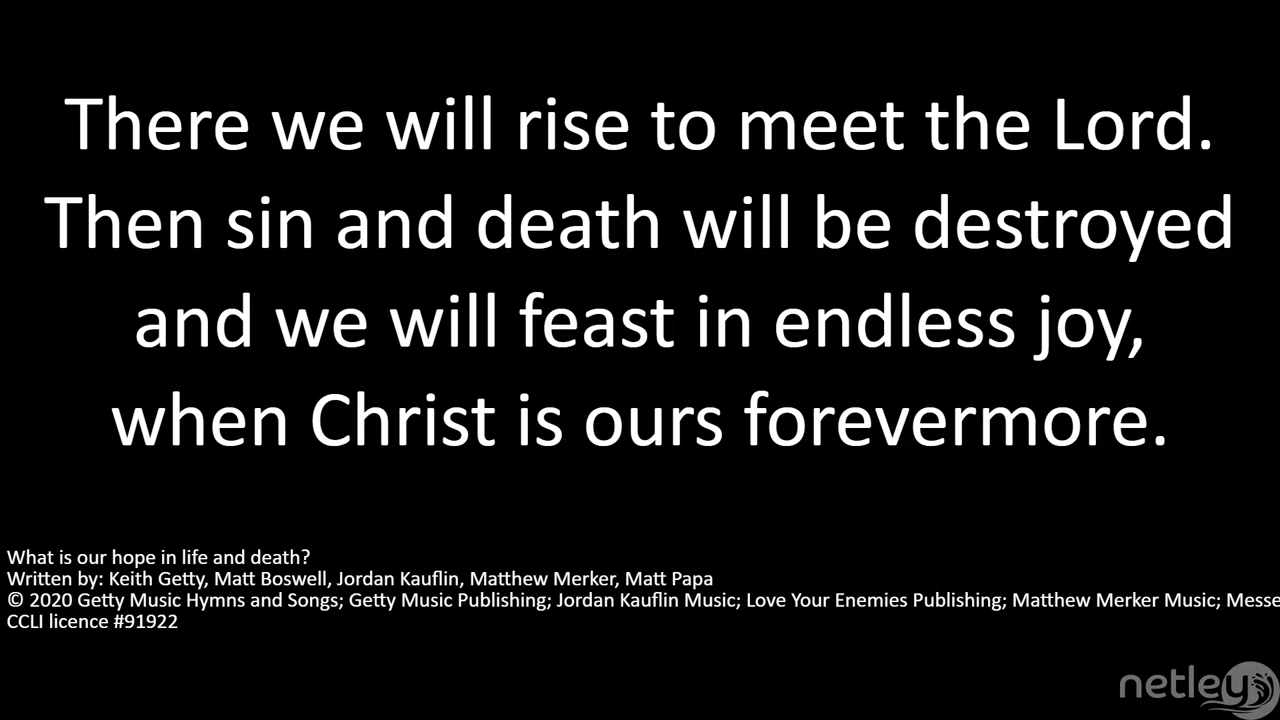 There we will rise to meet the Lord.
Then sin and death will be destroyed
and we will feast in endless joy,
when Christ is ours forevermore.
What is our hope in life and death?
Written by: Keith Getty, Matt Boswell, Jordan Kauflin, Matthew Merker, Matt Papa
© 2020 Getty Music Hymns and Songs; Getty Music Publishing; Jordan Kauflin Music; Love Your Enemies Publishing; Matthew Merker Music; Messe
CCLI licence #91922
netley